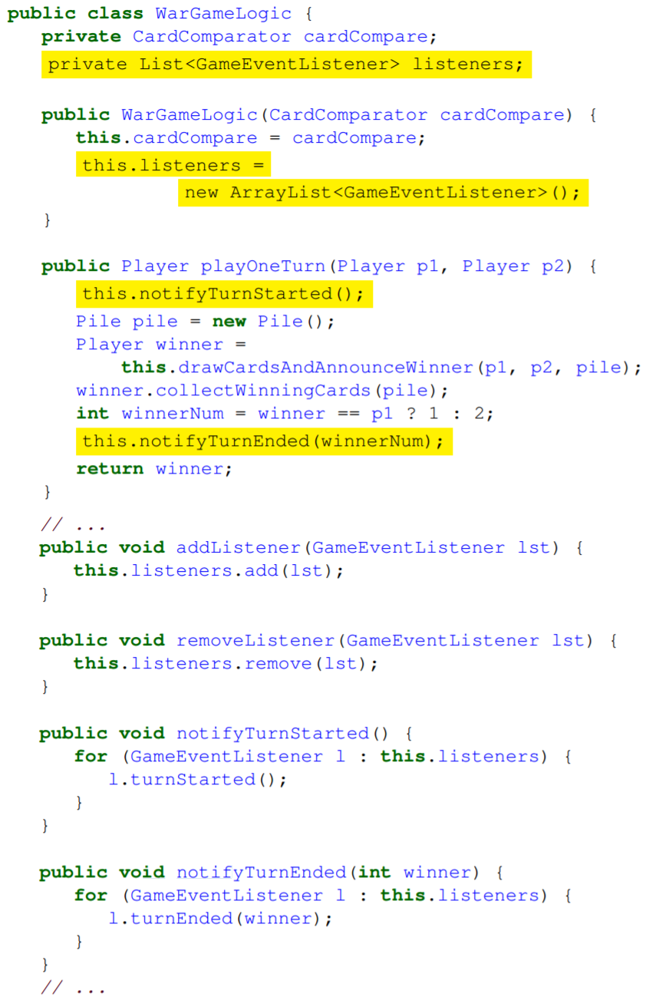 public class WarGameLogic {
private CardComparator cardCompare;
private List<GameEventListener> listeners;
public WarGameLogic(CardComparator cardCompare) {
this.cardCompare = cardCompare;
this.listeners =
new ArrayList<GameEventListener>();
}
public Player playOneTurn(Player p1, Player p2) {
this.notifyTurnStarted();
Pile pile = new Pile();
Player winner =
this.drawCardsAndAnnounceWinner(p1, p2, pile);
winner.collectWinningCards(pile);
int winnerNum = winner == p1 ? 1 : 2;
this.notifyTurnEnded(winnerNum);
return winner;
}
// ...
public void addListener(GameEventListener lst) {
this.listeners.add(lst);
}
public void removeListener(GameEventListener lst) {
this.listeners.remove(lst);
}
public void notifyTurnStarted() {
for (GameEventListener l : this.listeners) {
l.turnStarted();
}
}
public void notifyTurnEnded(int winner) {
for (GameEventListener l : this.listeners) {
l.turnEnded(winner);
}
}
// ...